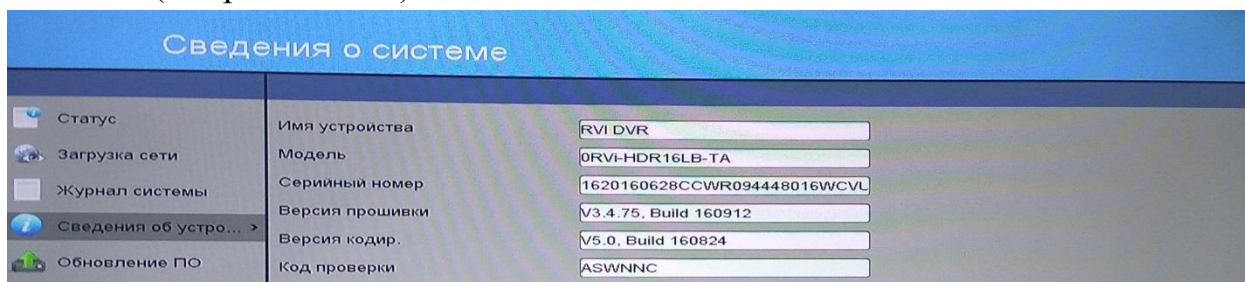 Сведения о системе
Статус
Загрузка сети
Журнал системы
Сведения об устро... >
Обновление ПО
Имя устройства RVI DVR
Модель 0RVi-HDR16LB-TA
Серийный номер 1620160628CCWR094448016WCVL
Версия прошивки V3.4.75, Build 160912
Версия кодир. V5.0, Build 160824
Код проверки ASWNNC